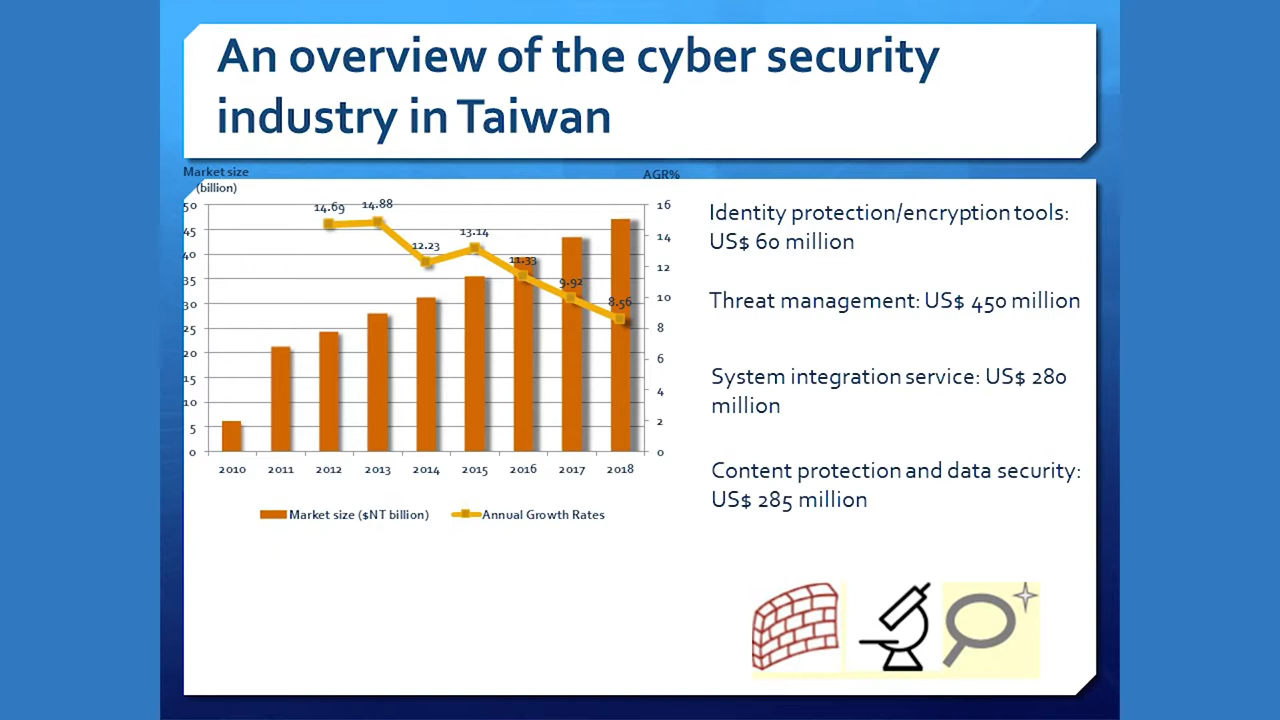 An overview of the cyber security
industry in Taiwan
Market size
(billion)
AGR%
50
45
40
35
30
25
20
15
10
5
0
14.69
14.88
12.23
13.14
11.33
9.92
8.56
16
14
12
10
8
6
4
2
0
2010 2011 2012 2013 2014 2015 2016 2017 2018
Market size ($NT billion) Annual Growth Rates
Identity protection/encryption tools:
US$ 60 million
Threat management: US$ 450 million
System integration service: US$ 280
million
Content protection and data security:
US$ 285 million